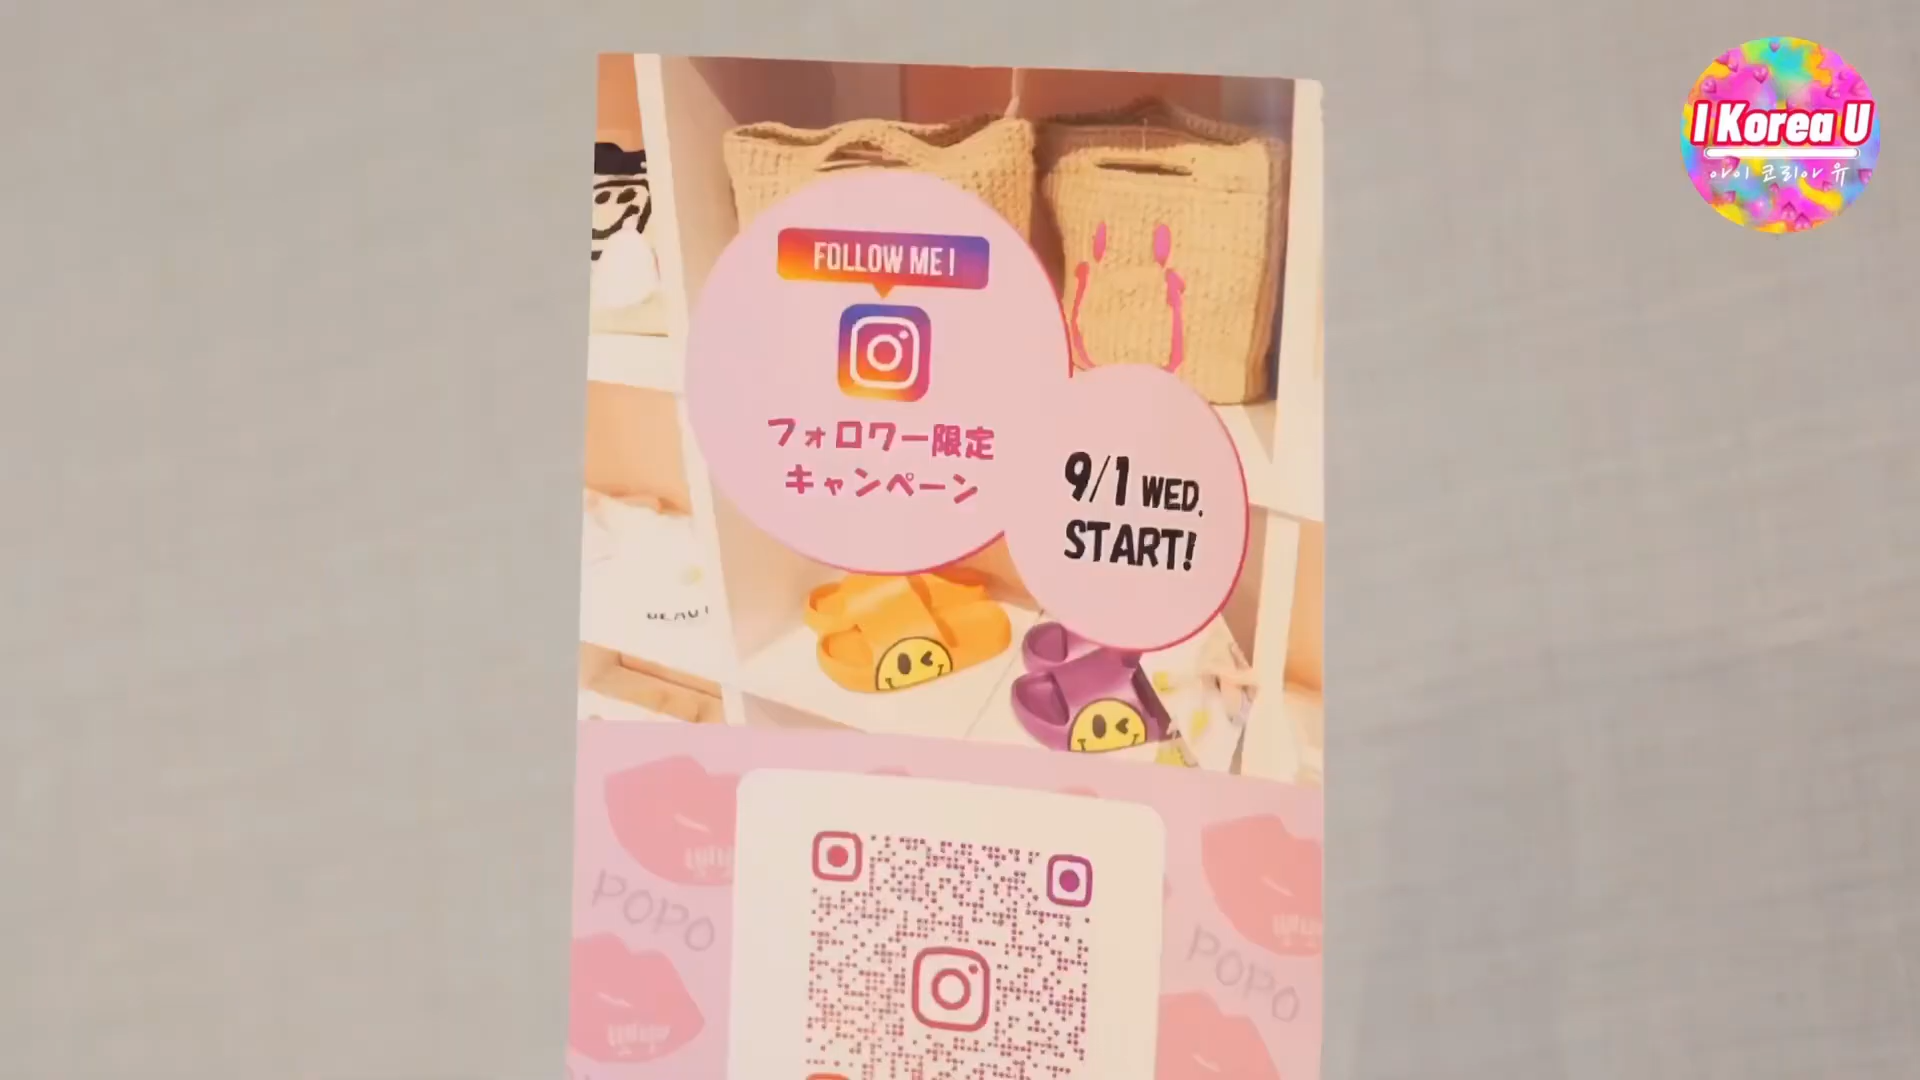 I Korea U
아이 코리아 유
FOLLOW ME!
フォロワー限定
キャンペーン
9/1 WED.
START!
POPO
POPO